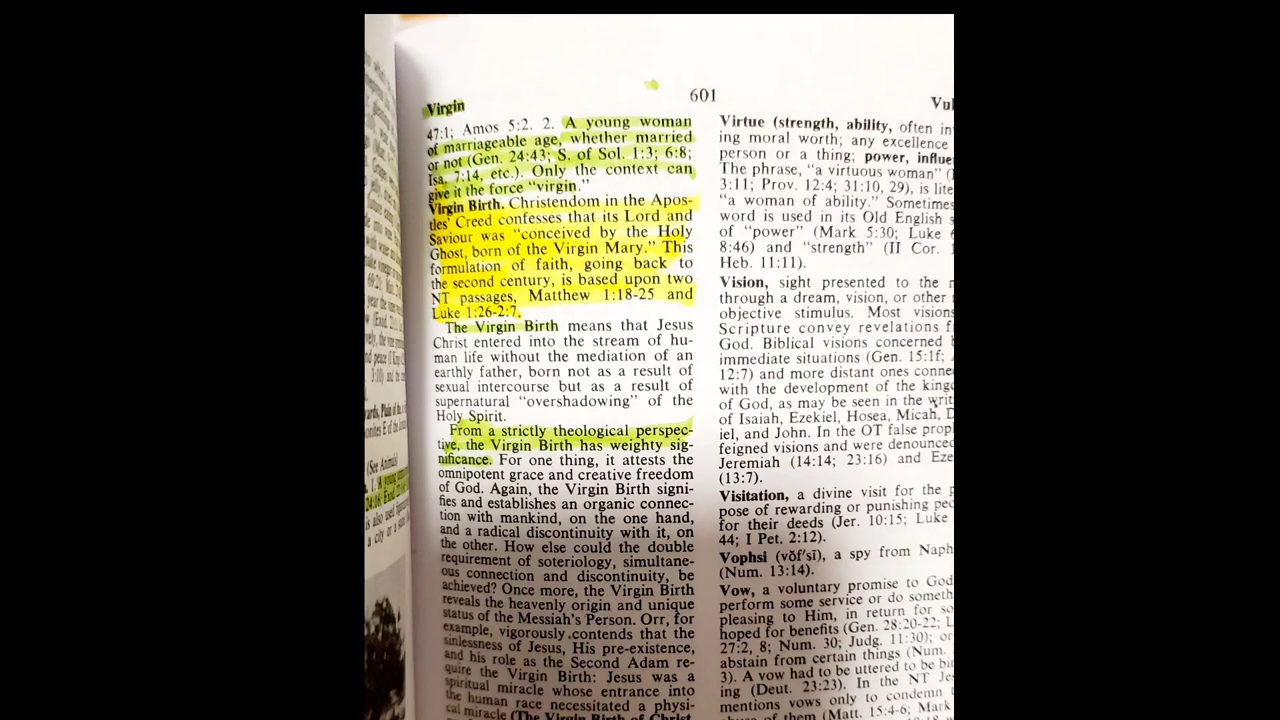 601
Virgin
47:1; Amos 5:2. 2. A young woman
of marriageable age, whether married
or not (Gen. 24:43; S. of Sol. 1:3; 6:8;
Isa. 7:14, etc.). Only the context can
give it the force "virgin."
Virgin Birth. Christendom in the Apos-
tles' Creed confesses that its Lord and
Saviour was "conceived by the Holy
Ghost, born of the Virgin Mary." This
formulation of faith, going back to
the second century, is based upon two
NT passages, Matthew 1:18-25 and
Luke 1:26-2:7.
The Virgin Birth means that Jesus
Christ entered into the stream of hu-
man life without the mediation of an
earthly father, born not as a result of
sexual intercourse but as a result of
supernatural "overshadowing" of the
Holy Spirit.
From a strictly theological perspec-
tive, the Virgin Birth has weighty sig-
nificance. For one thing, it attests the
omnipotent grace and creative freedom
of God. Again, the Virgin Birth signi-
fies and establishes an organic connec-
tion with mankind, on the one hand,
and a radical discontinuity with it, on
the other. How else could the double
requirement of soteriology, simultane-
ous connection and discontinuity, be
achieved? Once more, the Virgin Birth
reveals the heavenly origin and unique
status of the Messiah's Person. Orr, for
example, vigorously contends that the
sinlessness of Jesus, His pre-existence,
and his role as the Second Adam re-
quire the Virgin Birth: Jesus was a
spiritual miracle whose entrance into
the human race necessitated a physi-
cal miracle (The Virgin Birth of Christ,
Vul
Virtue (strength, ability, often in
ing moral worth; any excellence
person or a thing; power, influe
The phrase, "a virtuous woman" (
3:11; Prov. 12:4; 31:10, 29), is lite
"a woman of ability." Sometimes
word is used in its Old English s
of "power" (Mark 5:30; Luke
8:46) and "strength" (II Cor.
Heb. 11:11).
Vision, sight presented to the
through a dream, vision, or other
objective stimulus. Most visions
Scripture convey revelations f
God. Biblical visions concerned
immediate situations (Gen. 15:1f;
12:7) and more distant ones conne
with the development of the kingd
of God, as may be seen in the writ
of Isaiah, Ezekiel, Hosea, Micah, D
iel, and John. In the OT false prop
feigned visions and were denounced
Jeremiah (14:14; 23:16) and Eze
(13:7).
Visitation, a divine visit for the p
pose of rewarding or punishing peo
for their deeds (Jer. 10:15; Luke
44; I Pet. 2:12).
Vophsi (vŏf′sī), a spy from Naph
(Num. 13:14).
Vow, a voluntary promise to God
perform some service or do someth
pleasing to Him, in return for so
hoped for benefits (Gen. 28:20-22; L
27:2, 8; Num. 30; Judg. 11:30); or
abstain from certain things (Num.
3). A vow had to be uttered to be bi
ing (Deut. 23:23). In the NT Je
mentions vows only to condemn
of them (Matt. 15:4-6; Mark